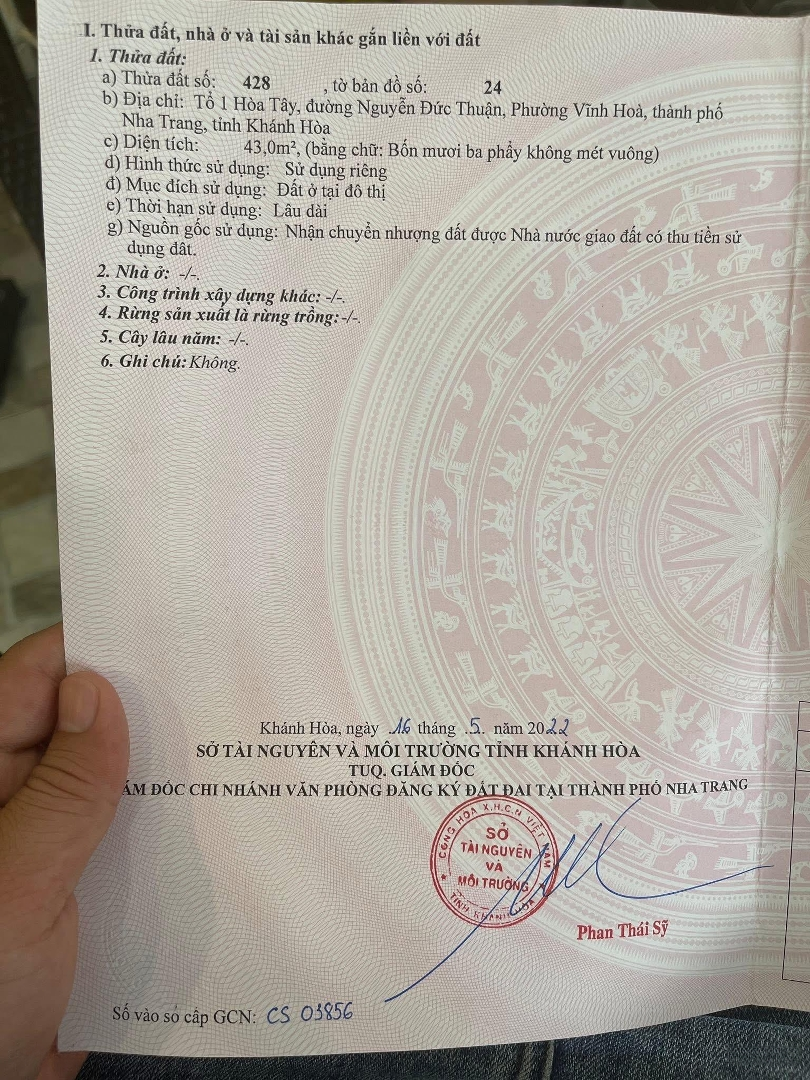 I. Thửa đất, nhà ở và tài sản khác gắn liền với đất
1. Thửa đất:
a) Thửa đất số: 428 , tờ bản đồ số: 24
b) Địa chỉ: Tổ 1 Hòa Tây, đường Nguyễn Đức Thuận, Phường Vĩnh Hoà, thành phố
Nha Trang, tỉnh Khánh Hòa
c) Diện tích: 43,0m², (bằng chữ: Bốn mươi ba phẩy không mét vuông)
d) Hình thức sử dụng: Sử dụng riêng
đ) Mục đích sử dụng: Đất ở tại đô thị
e) Thời hạn sử dụng: Lâu dài
g) Nguồn gốc sử dụng: Nhận chuyển nhượng đất được Nhà nước giao đất có thu tiền sử
dụng đât.
2. Nhà ở: -/-.
3. Công trình xây dựng khác: -/-.
4. Rừng sản xuất là rừng trồng: -/-.
5. Cây lâu năm: -/-.
6. Ghi chú: Không.
Khánh Hòa, ngày .16 tháng .5. năm 2022
SỞ TÀI NGUYÊN VÀ MÔI TRƯỜNG TỈNH KHÁNH HÒA
TUQ. GIÁM ĐỐC
ÁM ĐỐC CHI NHÁNH VĂN PHÒNG ĐĂNG KÝ ĐẤT ĐAI TẠI THÀNH PHỐ NHA TRANG
CỘNG HÒA X.H.C.N VIỆT NAM
SỞ
TÀI NGUYÊN
VÀ
MÔI TRƯỜNG
TỈNH KHÁNH HÒA
Phan Thái Sỹ
Số vào sổ cấp GCN: CS 03856